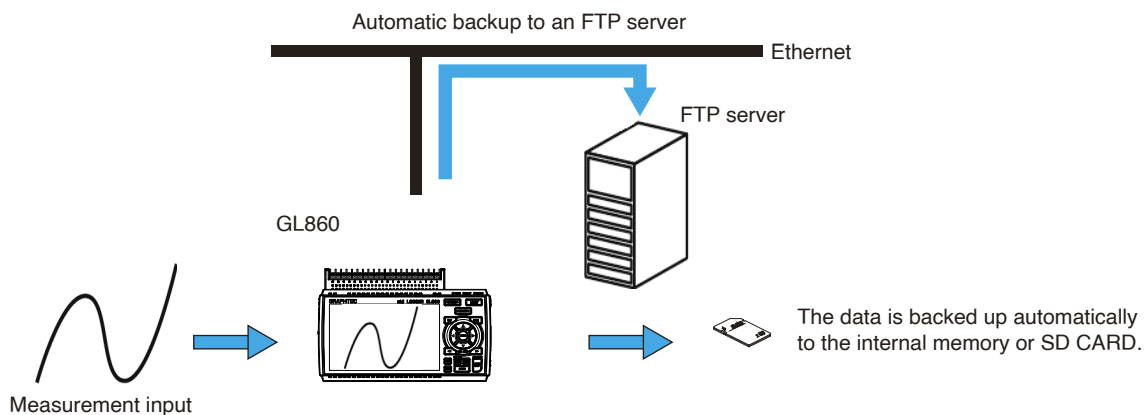 Automatic backup to an FTP server
Ethernet
FTP server
GL860
GRAPHTEC
The data is backed up automatically
to the internal memory or SD CARD.
Measurement input